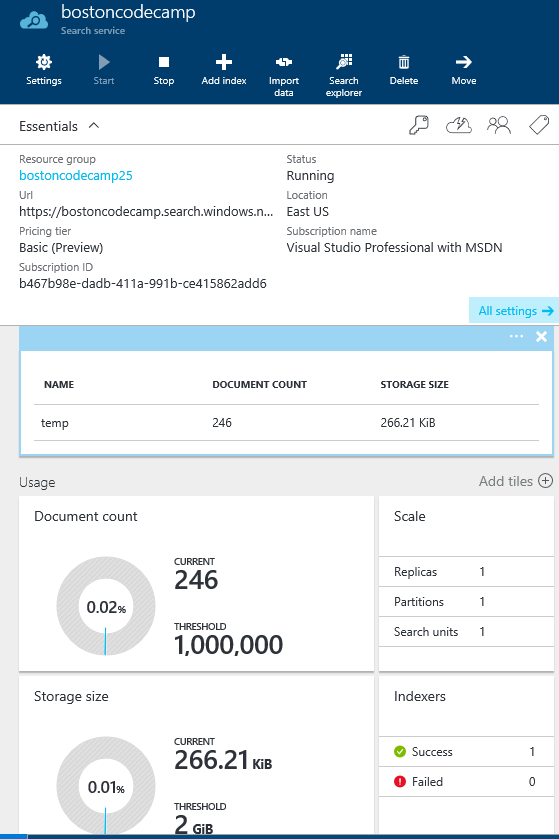 bostoncodecamp
Search service
Settings
Start
Stop
Add index
Import
data
Search
explorer
Delete
Move
Essentials
Resource group
bostoncodecamp25
Status
Running
Url
https://bostoncodecamp.search.windows.n...
Location
East US
Pricing tier
Basic (Preview)
Subscription name
Visual Studio Professional with MSDN
Subscription ID
b467b98e-dadb-411a-991b-ce415862add6
All settings
NAME DOCUMENT COUNT STORAGE SIZE
temp 246 266.21 KiB
Usage
Add tiles
Document count
0.02%
CURRENT
246
THRESHOLD
1,000,000
Scale
Replicas 1
Partitions 1
Search units 1
Storage size
0.01%
CURRENT
266.21 KiB
THRESHOLD
2 GiB
Indexers
Success 1
Failed 0